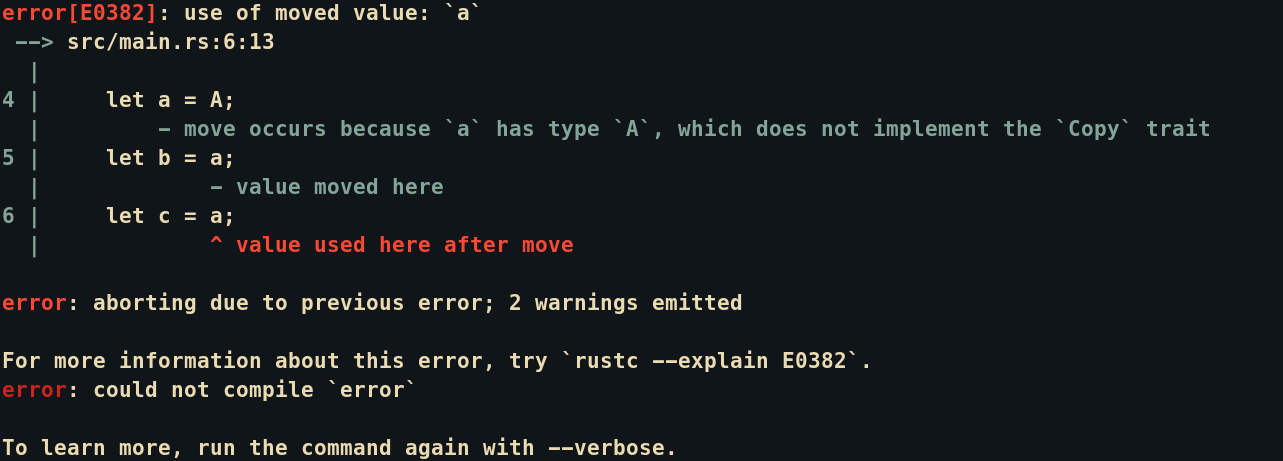 error[E0382]: use of moved value: `a`
 --> src/main.rs:6:13
  |
4 |     let a = A;
  |         - move occurs because `a` has type `A`, which does not implement the `Copy` trait
5 |     let b = a;
  |             - value moved here
6 |     let c = a;
  |             ^ value used here after move

error: aborting due to previous error; 2 warnings emitted

For more information about this error, try `rustc --explain E0382`.
error: could not compile `error`

To learn more, run the command again with --verbose.